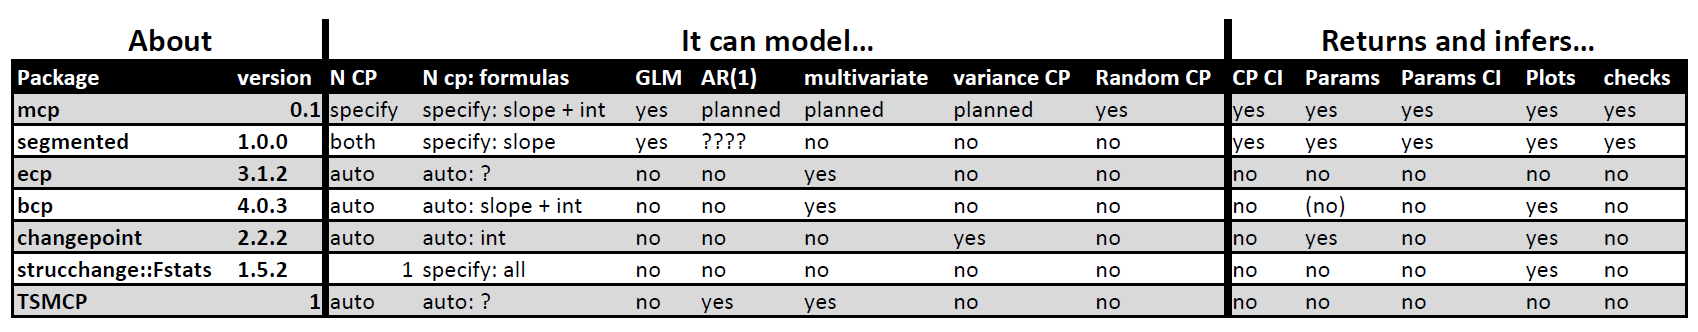 About It can model... Returns and infers...
Package version N CP N cp: formulas GLM AR(1) multivariate variance CP Random CP CP CI Params Params CI Plots checks
mcp 0.1 specify specify: slope + int yes planned planned planned yes yes yes yes yes yes
segmented 1.0.0 both specify: slope yes ???? no no no yes yes yes yes yes
ecp 3.1.2 auto auto: ? no no yes no no no no no no no
bcp 4.0.3 auto auto: slope + int no no yes no no no (no) no yes no
changepoint 2.2.2 auto auto: int no no no yes no no yes no yes no
strucchange::Fstats 1.5.2 1 specify: all no no no no no no no no yes no
TSMCP 1 auto auto: ? no yes yes no no no no no no no